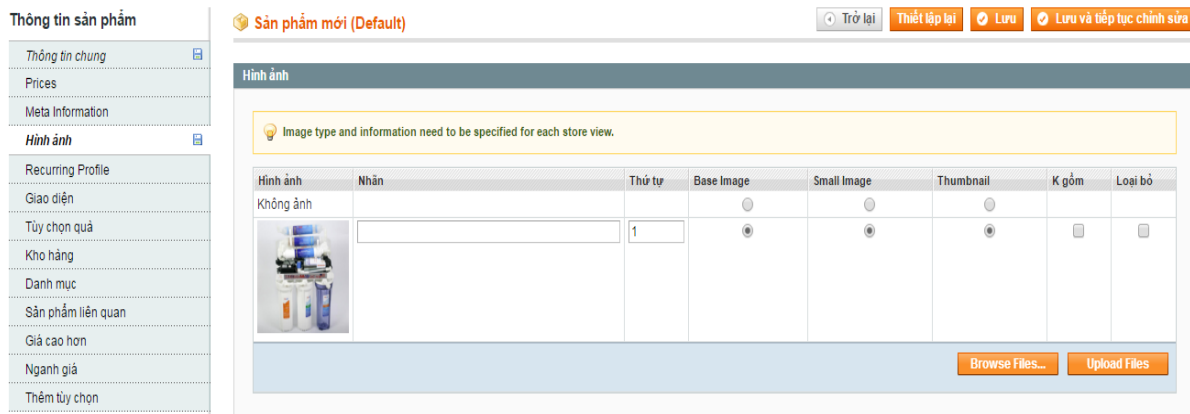 Thông tin sản phẩm
Thông tin chung
Prices
Meta Information
Hình ảnh
Recurring Profile
Giao diện
Tùy chọn quà
Kho hàng
Danh mục
Sản phẩm liên quan
Giá cao hơn
Ngang giá
Thêm tùy chọn
Sản phẩm mới (Default)
Trở lại Thiết lập lại Lưu Lưu và tiếp tục chỉnh sửa
Hình ảnh
Image type and information need to be specified for each store view.
Hình ảnh Nhãn Thứ tự Base Image Small Image Thumbnail K gồm Loại bỏ
Không ảnh
1
Browse Files... Upload Files